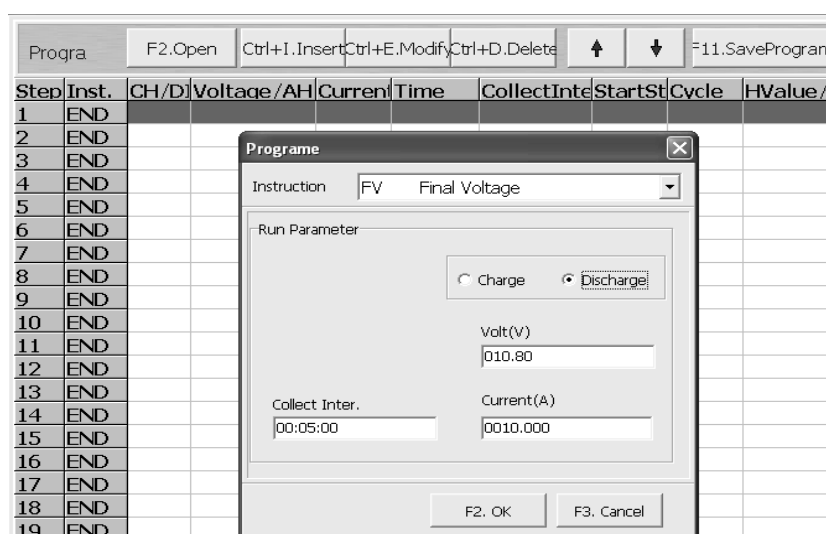 Progra F2.Open Ctrl+I.Insert Ctrl+E.Modify Ctrl+D.Delete F11.SaveProgran
Step Inst. CH/DI Voltage/AH Current Time CollectInte StartSt Cycle HValue/
1 END
2 END
3 END
4 END
5 END
6 END
7 END
8 END
9 END
10 END
11 END
12 END
13 END
14 END
15 END
16 END
17 END
18 END
19 END
Programe
Instruction FV Final Voltage
Run Parameter
Charge Discharge
Volt(V)
010.80
Collect Inter. Current(A)
00:05:00 0010.000
F2. OK F3. Cancel